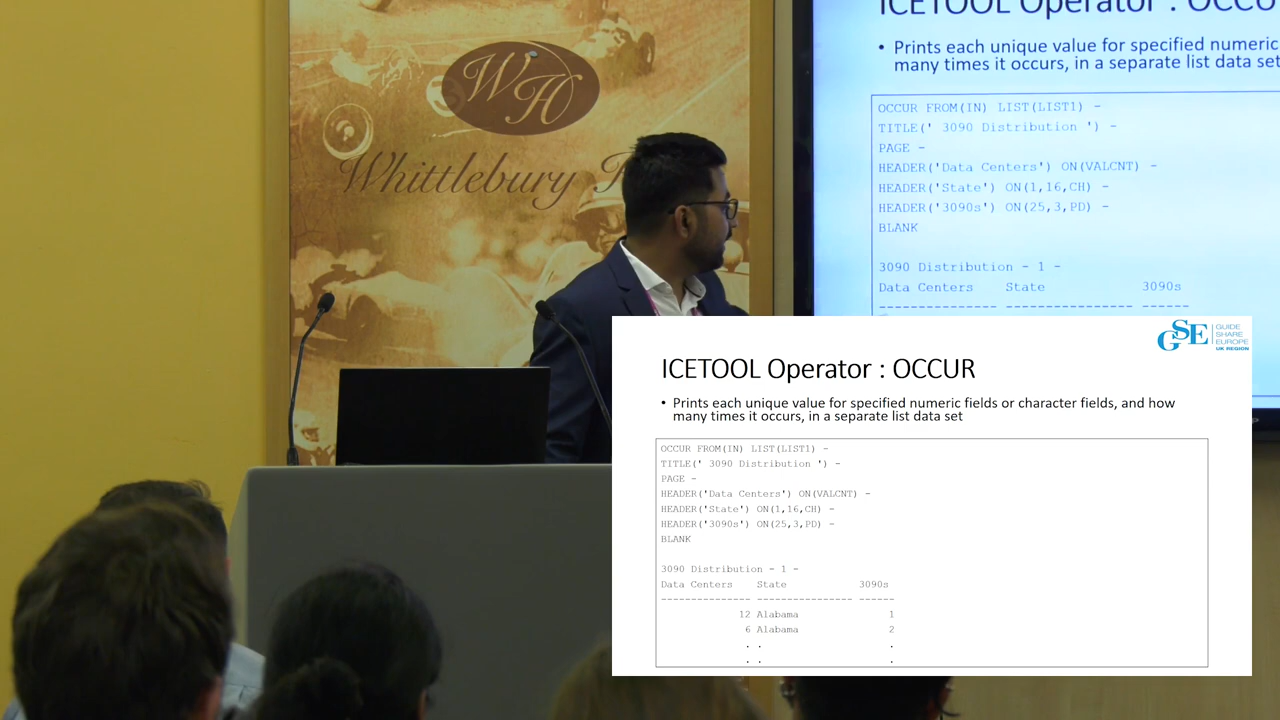 WH
Whittlebury
ICETOOL Operator : OCCU
• Prints each unique value for specified numeric
many times it occurs, in a separate list data set
OCCUR FROM(IN) LIST(LIST1) -
TITLE(' 3090 Distribution ') -
PAGE -
HEADER('Data Centers') ON(VALCNT) -
HEADER('State') ON(1,16,CH) -
HEADER('3090s') ON(25,3,PD) -
BLANK
3090 Distribution - 1 -
Data Centers State 3090s
--------------- ---------------- ------
GSE GUIDE
SHARE
EUROPE
UK REGION
ICETOOL Operator : OCCUR
• Prints each unique value for specified numeric fields or character fields, and how
many times it occurs, in a separate list data set
OCCUR FROM(IN) LIST(LIST1) -
TITLE(' 3090 Distribution ') -
PAGE -
HEADER('Data Centers') ON(VALCNT) -
HEADER('State') ON(1,16,CH) -
HEADER('3090s') ON(25,3,PD) -
BLANK
3090 Distribution - 1 -
Data Centers State 3090s
--------------- ---------------- ------
12 Alabama 1
6 Alabama 2
. . .
. . .